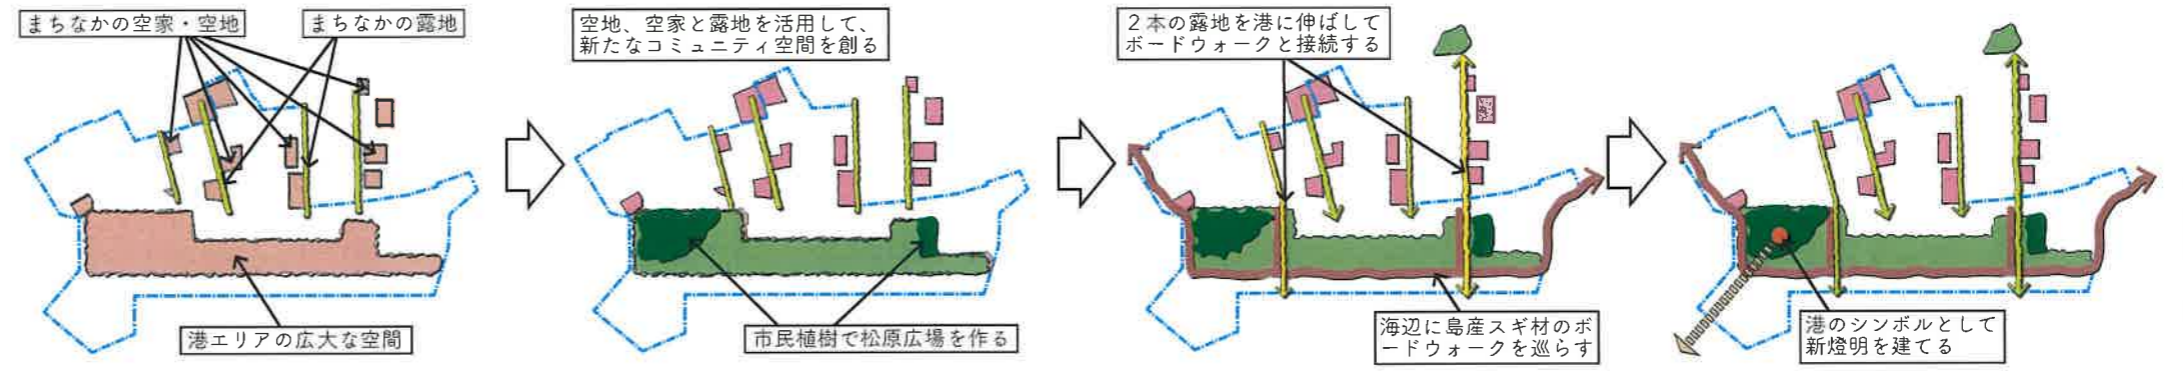 まちなかの空家・空地
まちなかの露地
港エリアの広大な空間
空地、空家と露地を活用して、
新たなコミュニティ空間を創る
市民植樹で松原広場を作る
２本の露地を港に伸ばして
ボードウォークと接続する
海辺に島産スギ材のボ
ードウォークを巡らす
港のシンボルとして
新燈明を建てる